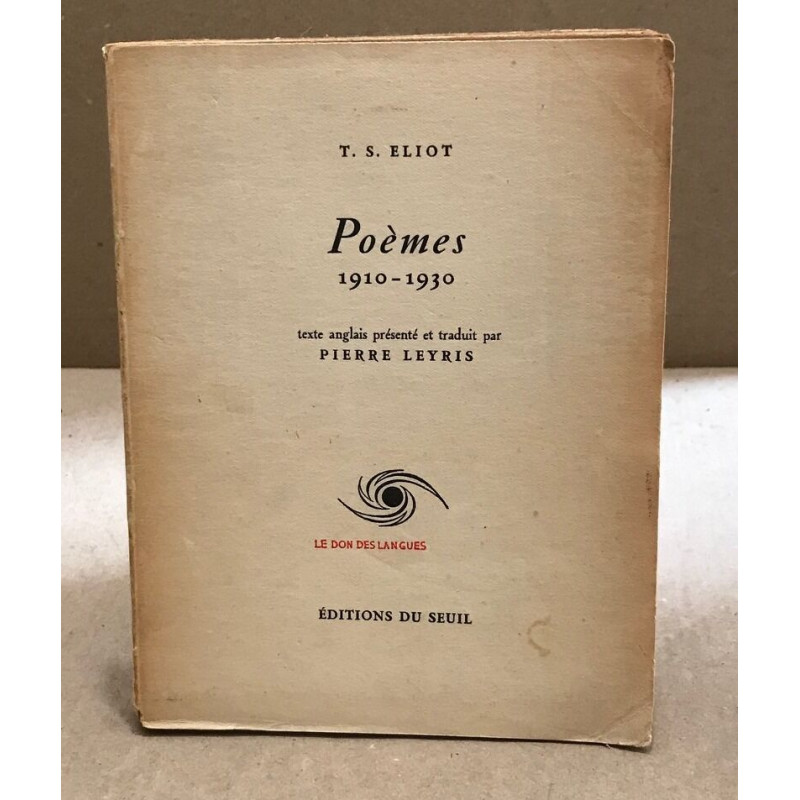 T. S. ELIOT
Poèmes
1910-1930
texte anglais présenté et traduit par
PIERRE LEYRIS
LE DON DES LANGUES
ÉDITIONS DU SEUIL